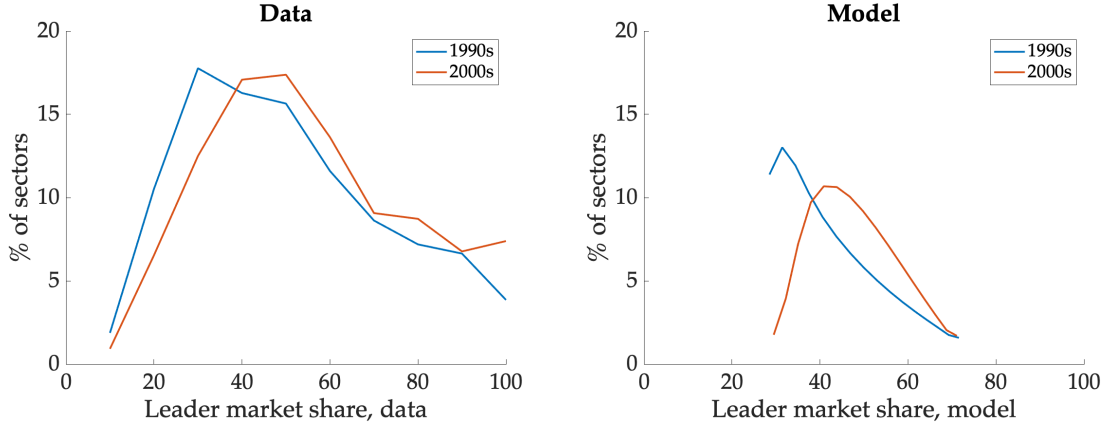 Data
20
15
10
5
0
% of sectors
1990s
2000s
0 20 40 60 80 100
Leader market share, data
Model
20
15
10
5
0
% of sectors
1990s
2000s
0 20 40 60 80 100
Leader market share, model